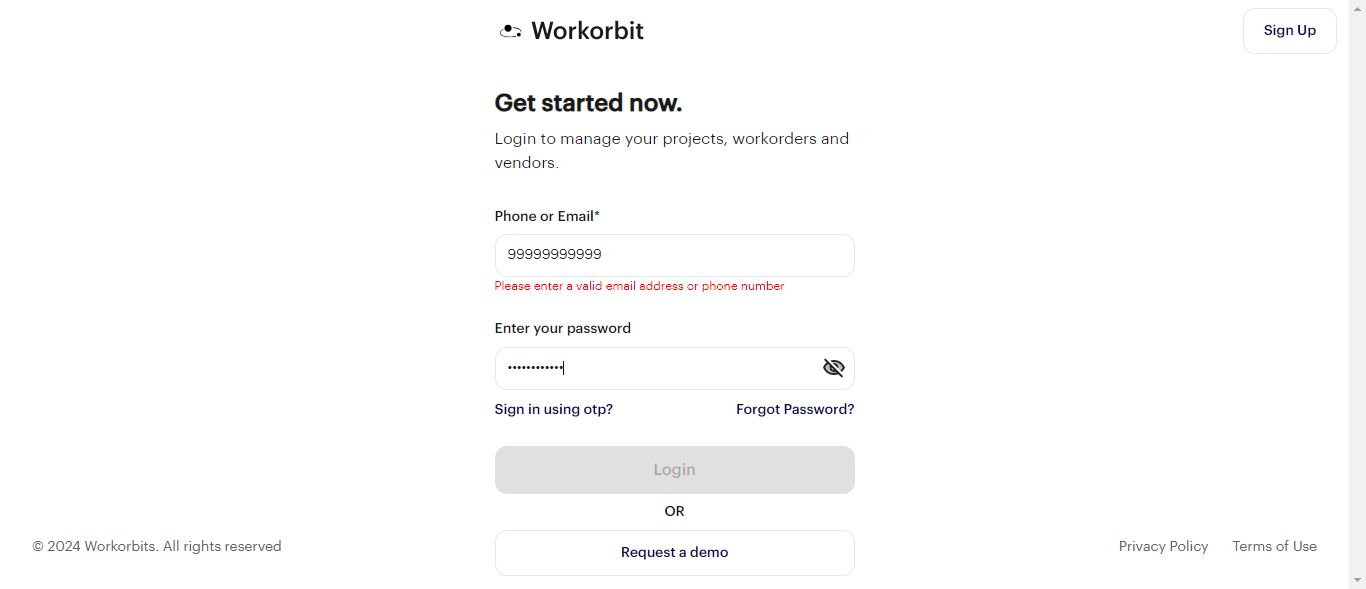 Workorbit
Sign Up
Get started now.
Login to manage your projects, workorders and
vendors.
Phone or Email*
99999999999
Please enter a valid email address or phone number
Enter your password
••••••••••••
Sign in using otp?
Forgot Password?
Login
OR
Request a demo
© 2024 Workorbits. All rights reserved
Privacy Policy
Terms of Use